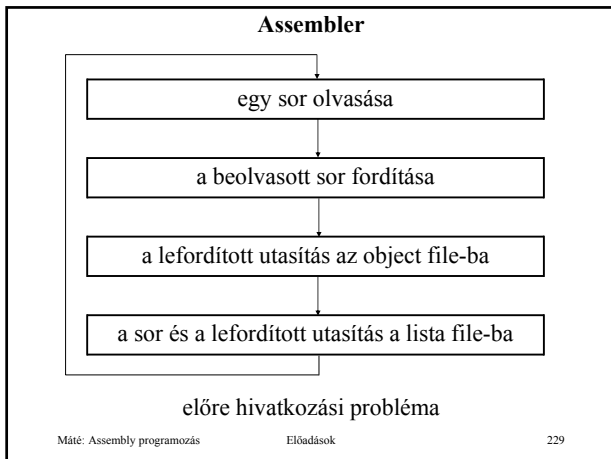 Assembler
egy sor olvasása
a beolvasott sor fordítása
a lefordított utasítás az object file-ba
a sor és a lefordított utasítás a lista file-ba
előre hivatkozási probléma
Máté: Assembly programozás Előadások 229